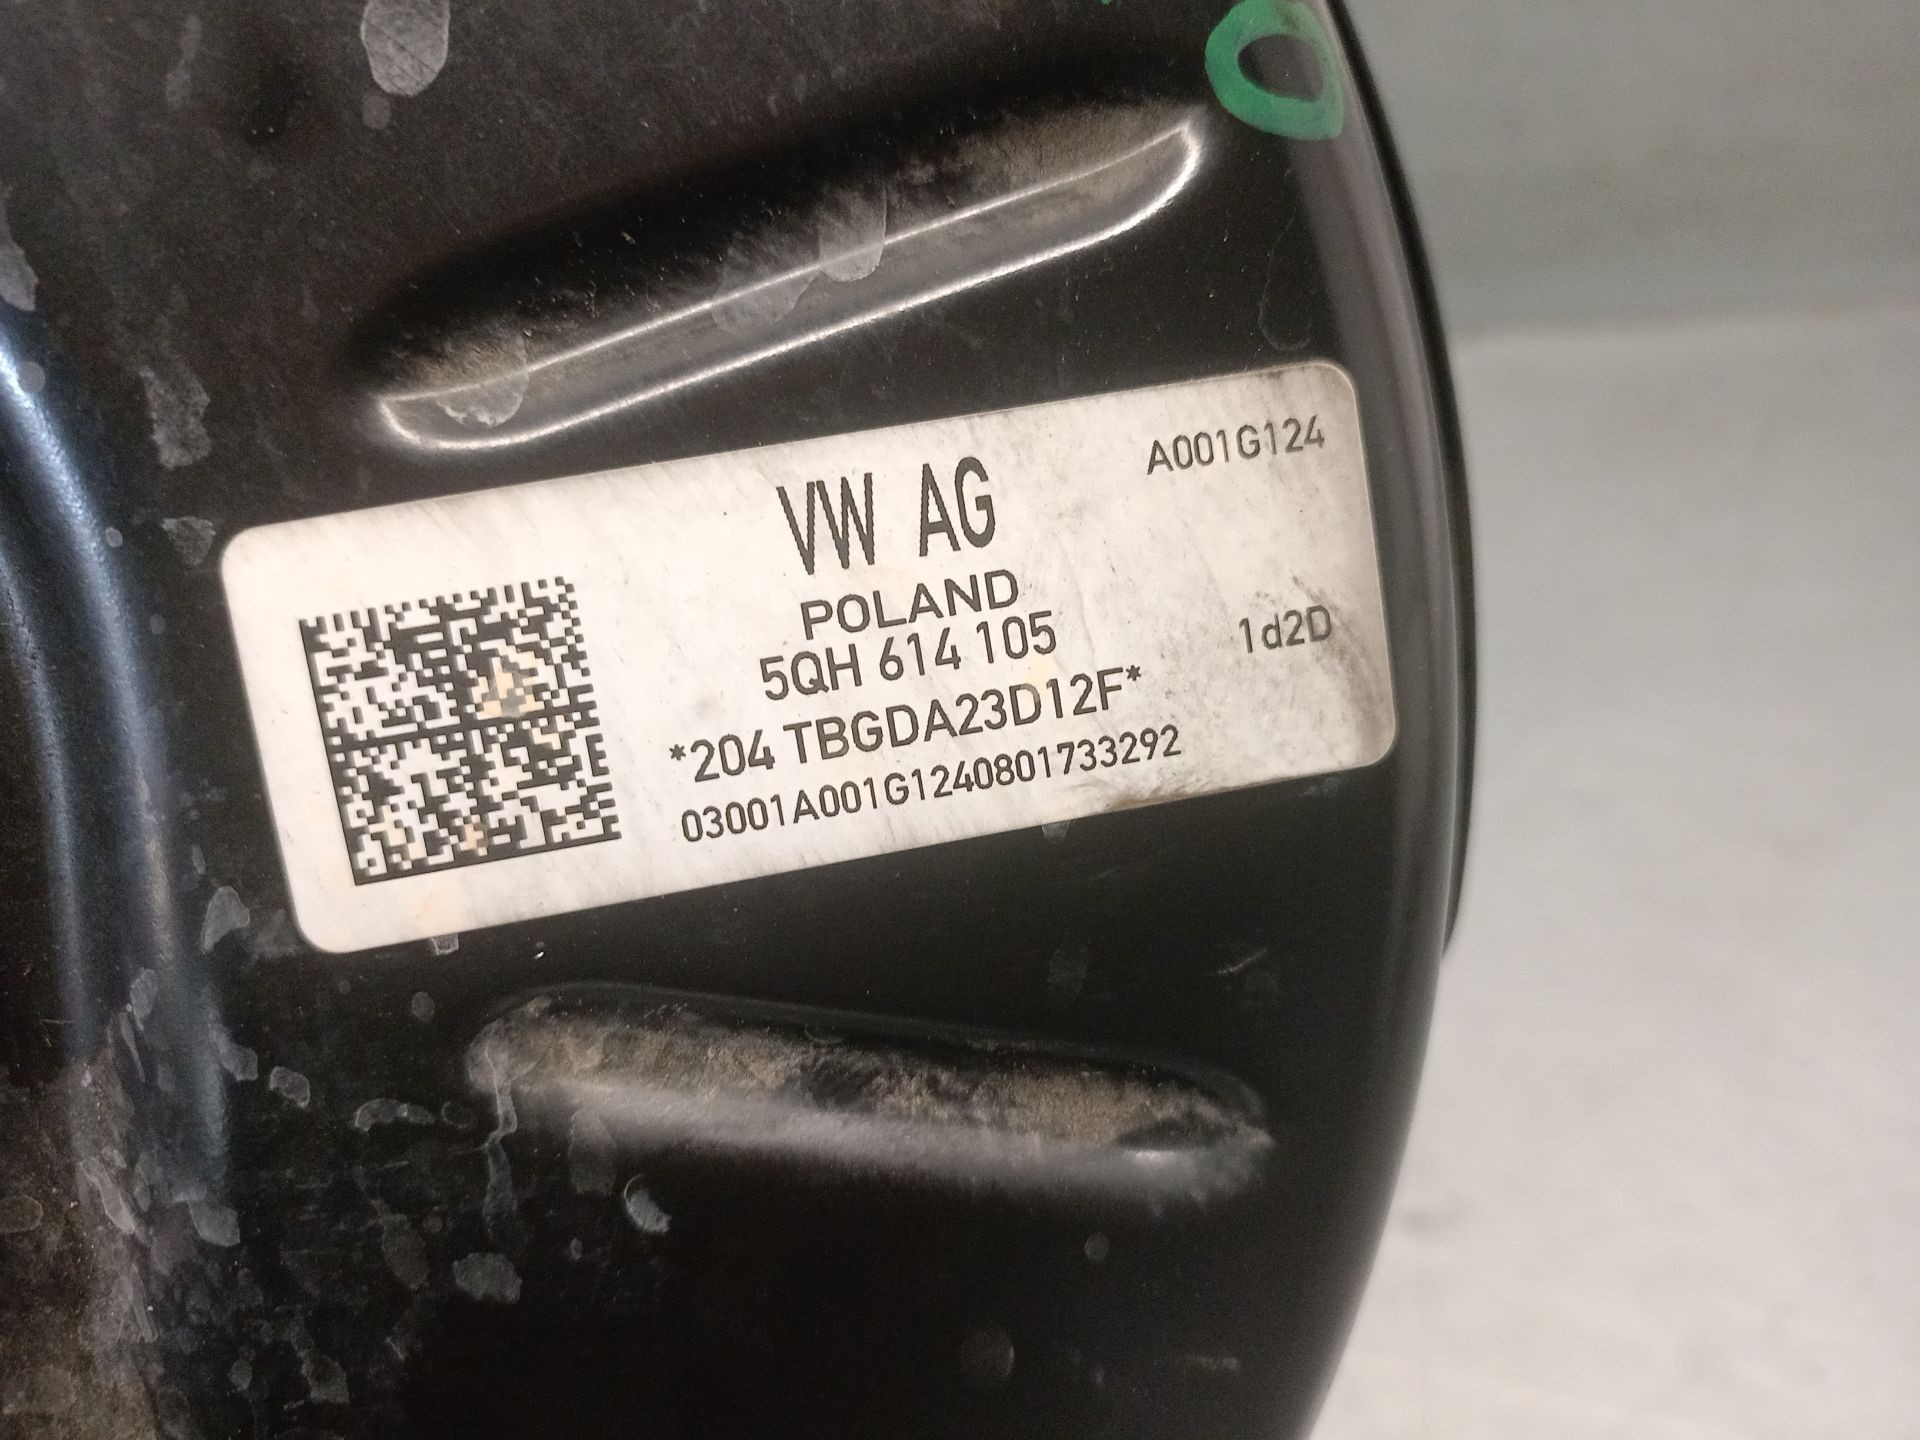 A001G124
VW AG
POLAND
5QH 614 105
1d2D
*204 TBGDA23D12F*
03001A001G1240801733292